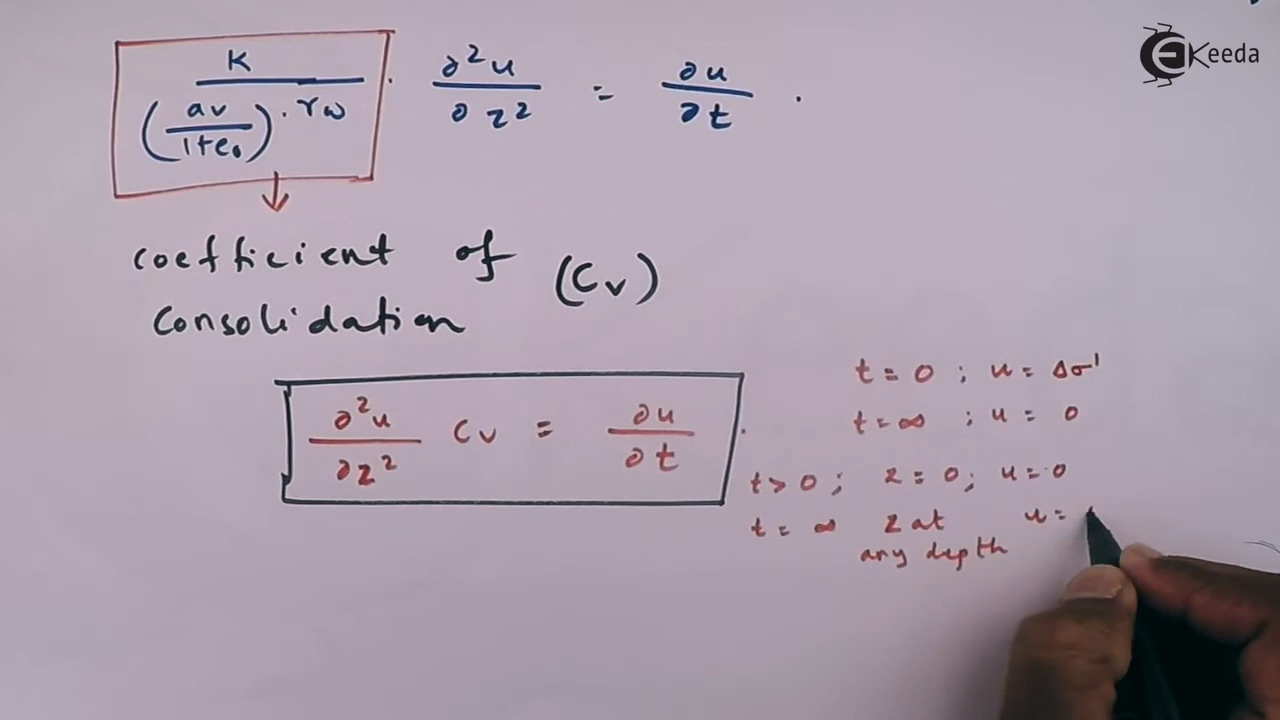 Keeda
K / (av / 1+e₀) · γω · ∂²u / ∂z² = ∂u / ∂t .
coefficient of (Cv)
consolidation
∂²u / ∂z² Cv = ∂u / ∂t .
t = 0 ; u = Δσ'
t = ∞ ; u = 0
t > 0 ; z = 0 ; u = 0
t = ∞ z at u =
any depth